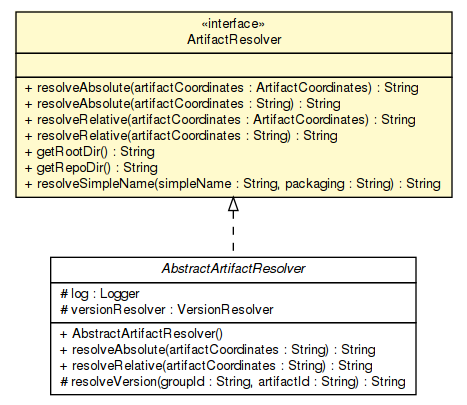 «interface»
ArtifactResolver
+ resolveAbsolute(artifactCoordinates : ArtifactCoordinates) : String
+ resolveAbsolute(artifactCoordinates : String) : String
+ resolveRelative(artifactCoordinates : ArtifactCoordinates) : String
+ resolveRelative(artifactCoordinates : String) : String
+ getRootDir() : String
+ getRepoDir() : String
+ resolveSimpleName(simpleName : String, packaging : String) : String
AbstractArtifactResolver
# log : Logger
# versionResolver : VersionResolver
+ AbstractArtifactResolver()
+ resolveAbsolute(artifactCoordinates : String) : String
+ resolveRelative(artifactCoordinates : String) : String
# resolveVersion(groupId : String, artifactId : String) : String